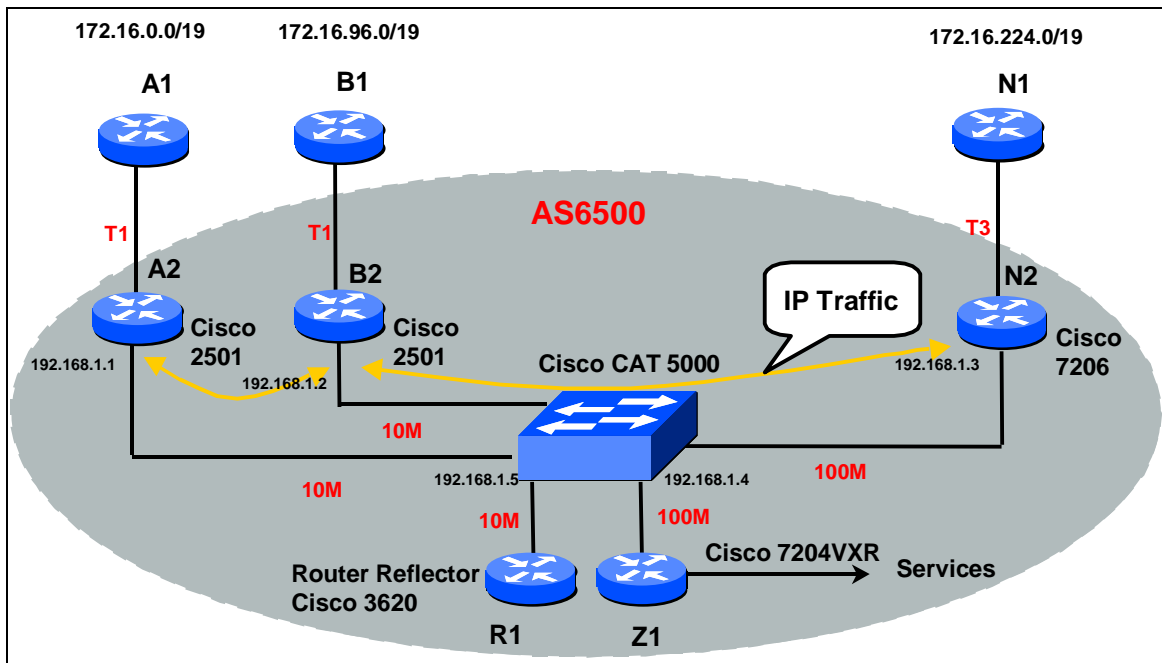 172.16.0.0/19
172.16.96.0/19
172.16.224.0/19
A1
B1
N1
AS6500
T1
T1
T3
A2
B2
N2
IP Traffic
Cisco
2501
Cisco
2501
Cisco
7206
192.168.1.1
192.168.1.2
192.168.1.3
Cisco CAT 5000
10M
10M
100M
192.168.1.5
192.168.1.4
10M
100M
Cisco 7204VXR
Services
Router Reflector
Cisco 3620
R1
Z1